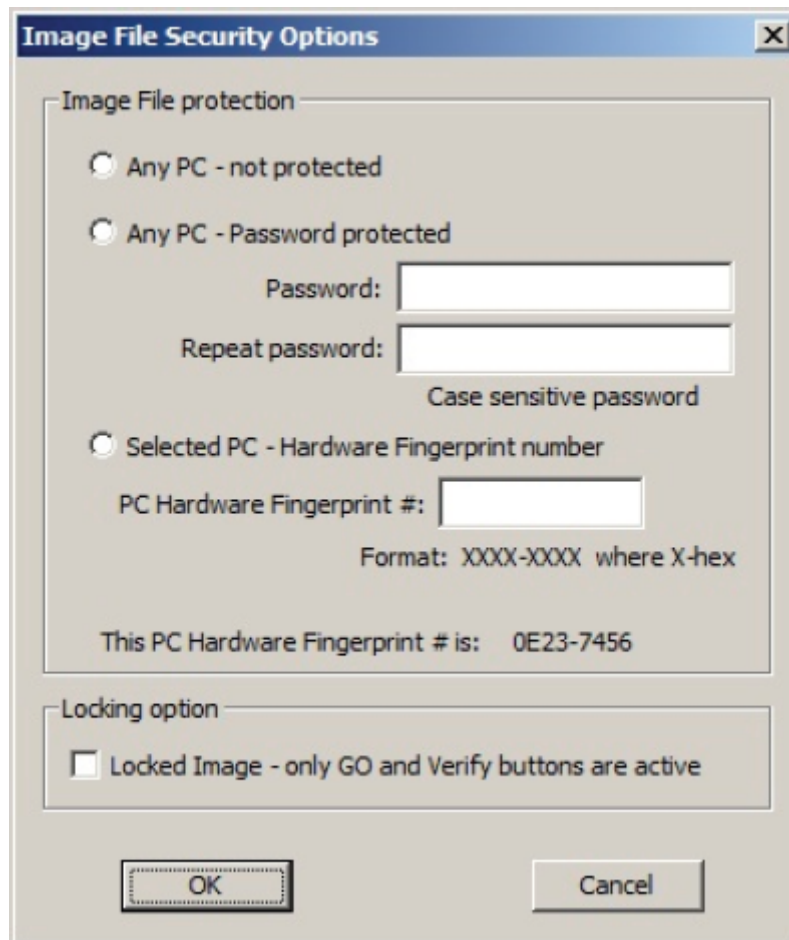 Image File Security Options
Image File protection
Any PC - not protected
Any PC - Password protected
Password:
Repeat password:
Case sensitive password
Selected PC - Hardware Fingerprint number
PC Hardware Fingerprint #:
Format: XXXX-XXXX where X-hex
This PC Hardware Fingerprint # is: 0E23-7456
Locking option
Locked Image - only GO and Verify buttons are active
OK Cancel